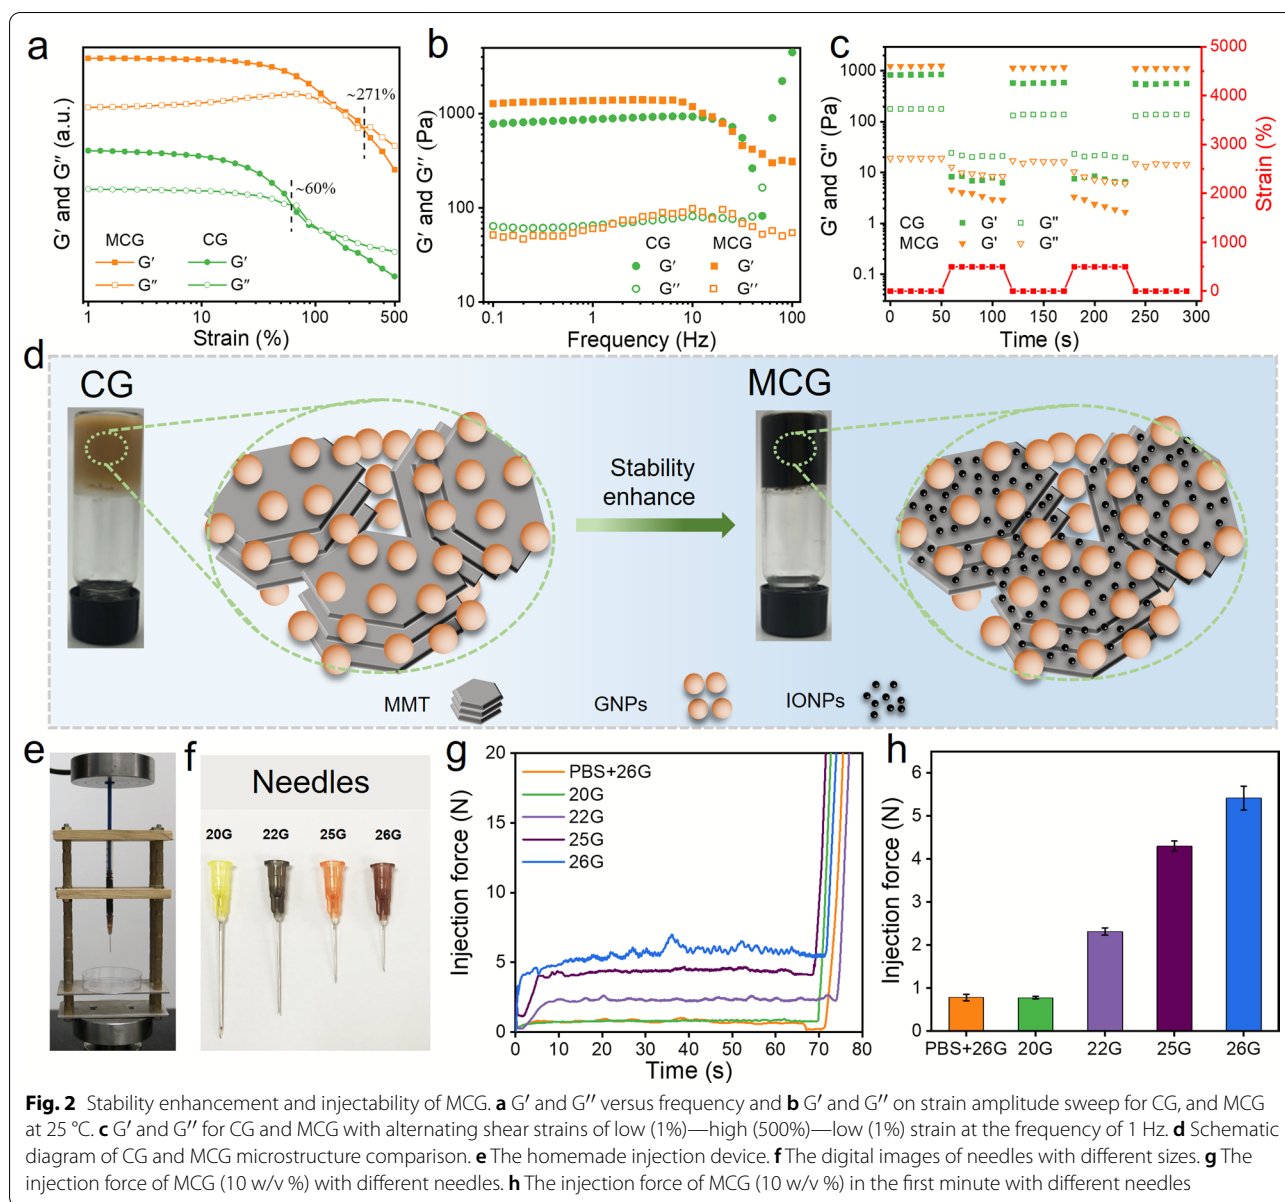 a
G′ and G″ (a.u.)
~271%
~60%
MCG CG
G′ G′
G″ G″
1 10 100 500
Strain (%)
b
G′ and G″ (Pa)
1000
100
10
CG MCG
G′ G′
G′′ G′′
0.1 1 10 100
Frequency (Hz)
c
G' and G'' (Pa)
1000
100
10
1
0.1
CG G′ G″
MCG G′ G″
0 50 100 150 200 250 300
Time (s)
5000
4000
3000
2000
1000
0
Strain (%)
d
CG
MCG
Stability
enhance
MMT GNPs IONPs
e
f
Needles
20G 22G 25G 26G
g
Injection force (N)
20
15
10
5
0
PBS+26G
20G
22G
25G
26G
0 10 20 30 40 50 60 70 80
Time (s)
h
Injection force (N)
6
5
4
3
2
1
0
PBS+26G 20G 22G 25G 26G
Fig. 2 Stability enhancement and injectability of MCG. a G′ and G″ versus frequency and b G′ and G″ on strain amplitude sweep for CG, and MCG
at 25 °C. c G′ and G″ for CG and MCG with alternating shear strains of low (1%)—high (500%)—low (1%) strain at the frequency of 1 Hz. d Schematic
diagram of CG and MCG microstructure comparison. e The homemade injection device. f The digital images of needles with different sizes. g The
injection force of MCG (10 w/v %) with different needles. h The injection force of MCG (10 w/v %) in the first minute with different needles